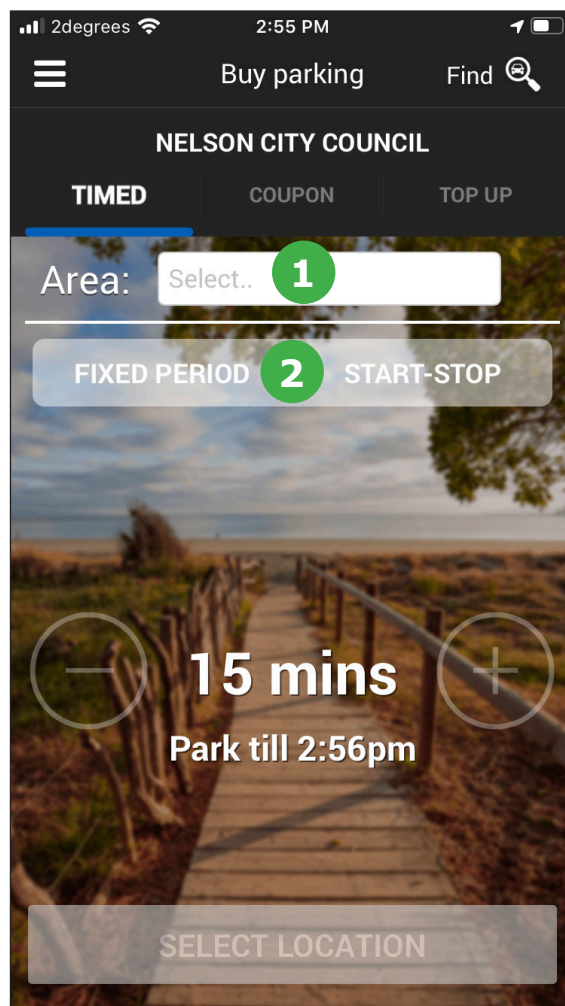 2degrees 2:55 PM
Buy parking Find
NELSON CITY COUNCIL
TIMED COUPON TOP UP
Area: Select.. 1
FIXED PERIOD 2 START-STOP
15 mins
Park till 2:56pm
SELECT LOCATION